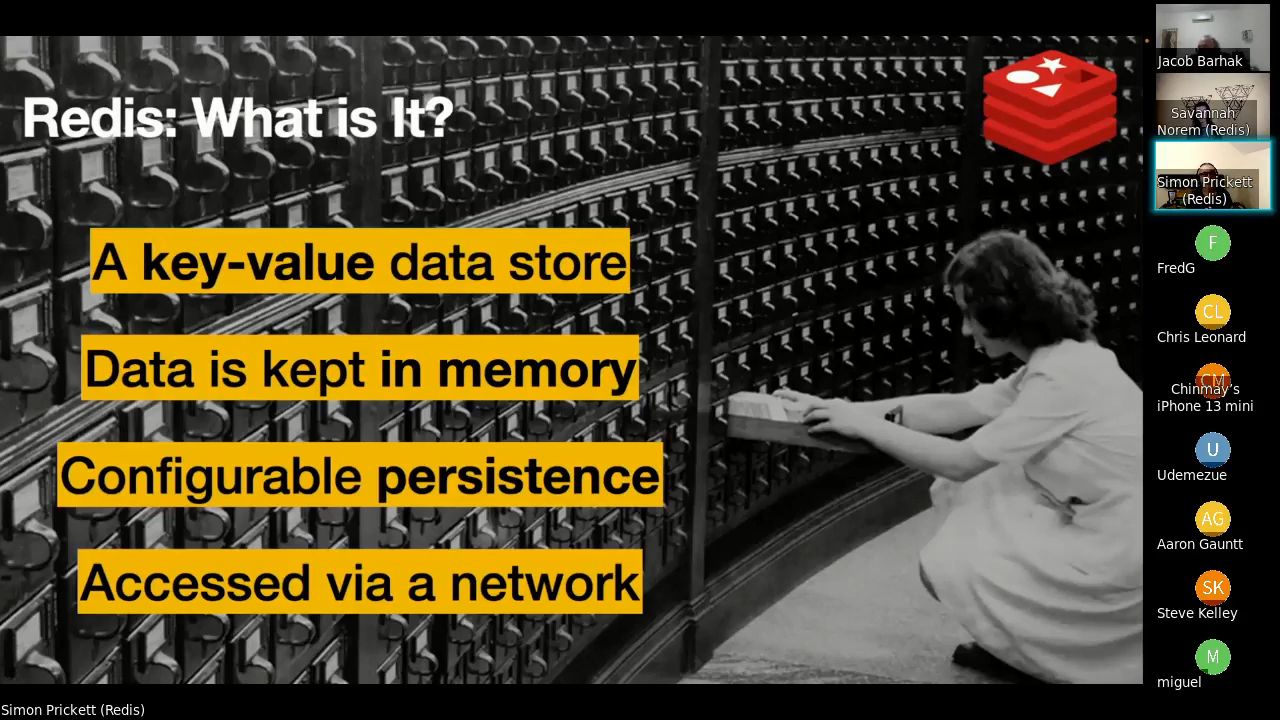 Redis: What is It?
A key-value data store
Data is kept in memory
Configurable persistence
Accessed via a network
Jacob Barhak
Savannah
Norem (Redis)
Simon Prickett
(Redis)
F
FredG
CL
Chris Leonard
CM
Chinmay's
iPhone 13 mini
U
Udemezue
AG
Aaron Gauntt
SK
Steve Kelley
M
miguel
Simon Prickett (Redis)